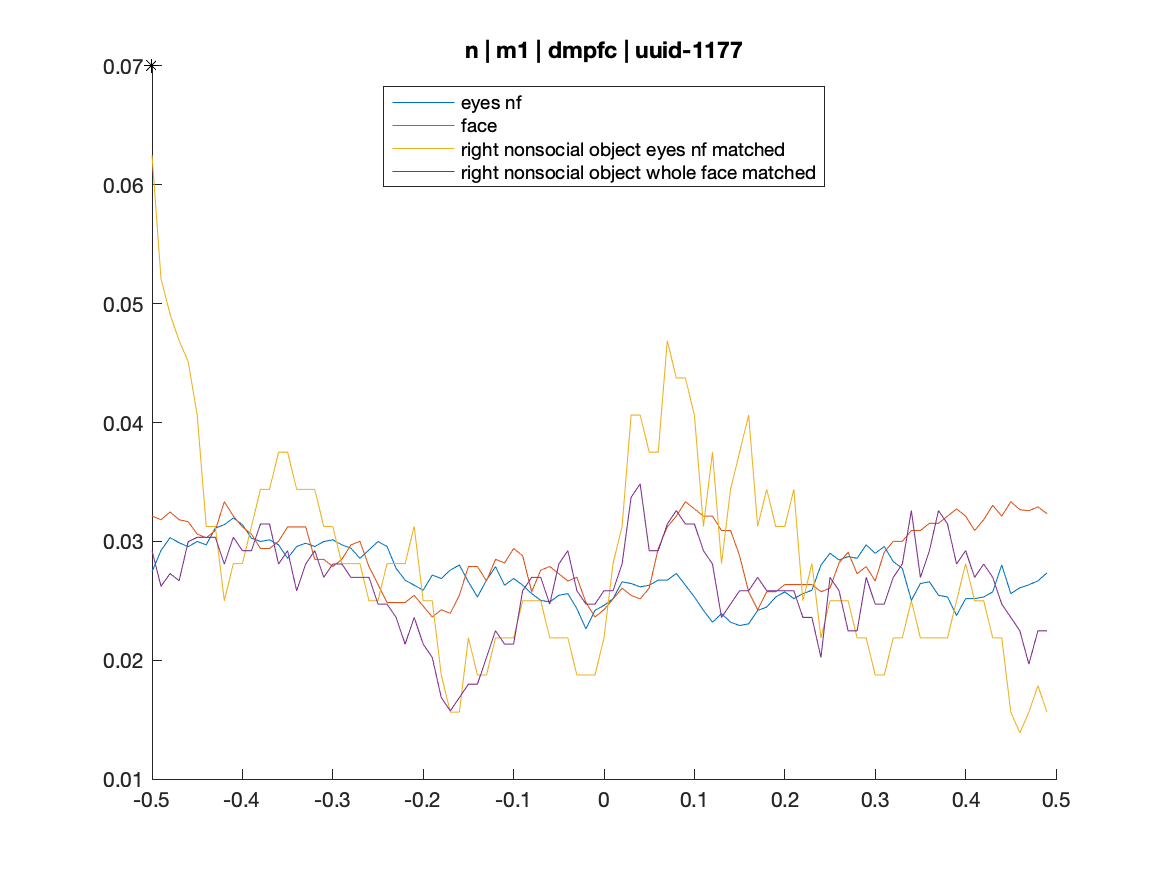 n | m1 | dmpfc | uuid-1177
0.07
eyes nf
face
right nonsocial object eyes nf matched
right nonsocial object whole face matched
0.06
0.05
0.04
0.03
0.02
0.01
-0.5 -0.4 -0.3 -0.2 -0.1 0 0.1 0.2 0.3 0.4 0.5